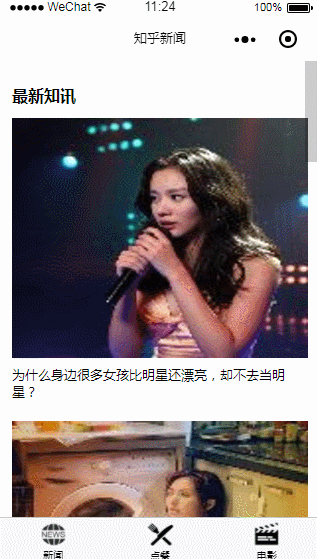 WeChat 11:24 100%
知乎新闻
最新知讯
为什么身边很多女孩比明星还漂亮，却不去当明
星？
NEWS
新闻 点餐 电影